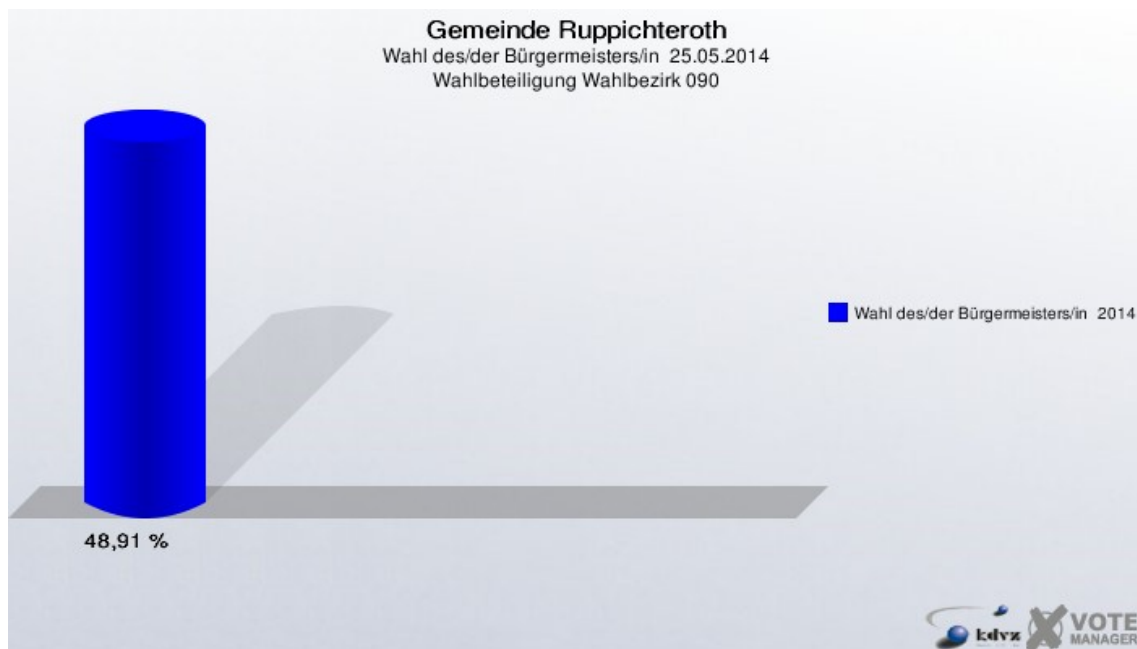 Gemeinde Ruppichteroth
Wahl des/der Bürgermeisters/in 25.05.2014
Wahlbeteiligung Wahlbezirk 090
Wahl des/der Bürgermeisters/in 2014
48,91 %
kdvz
VOTE
MANAGER